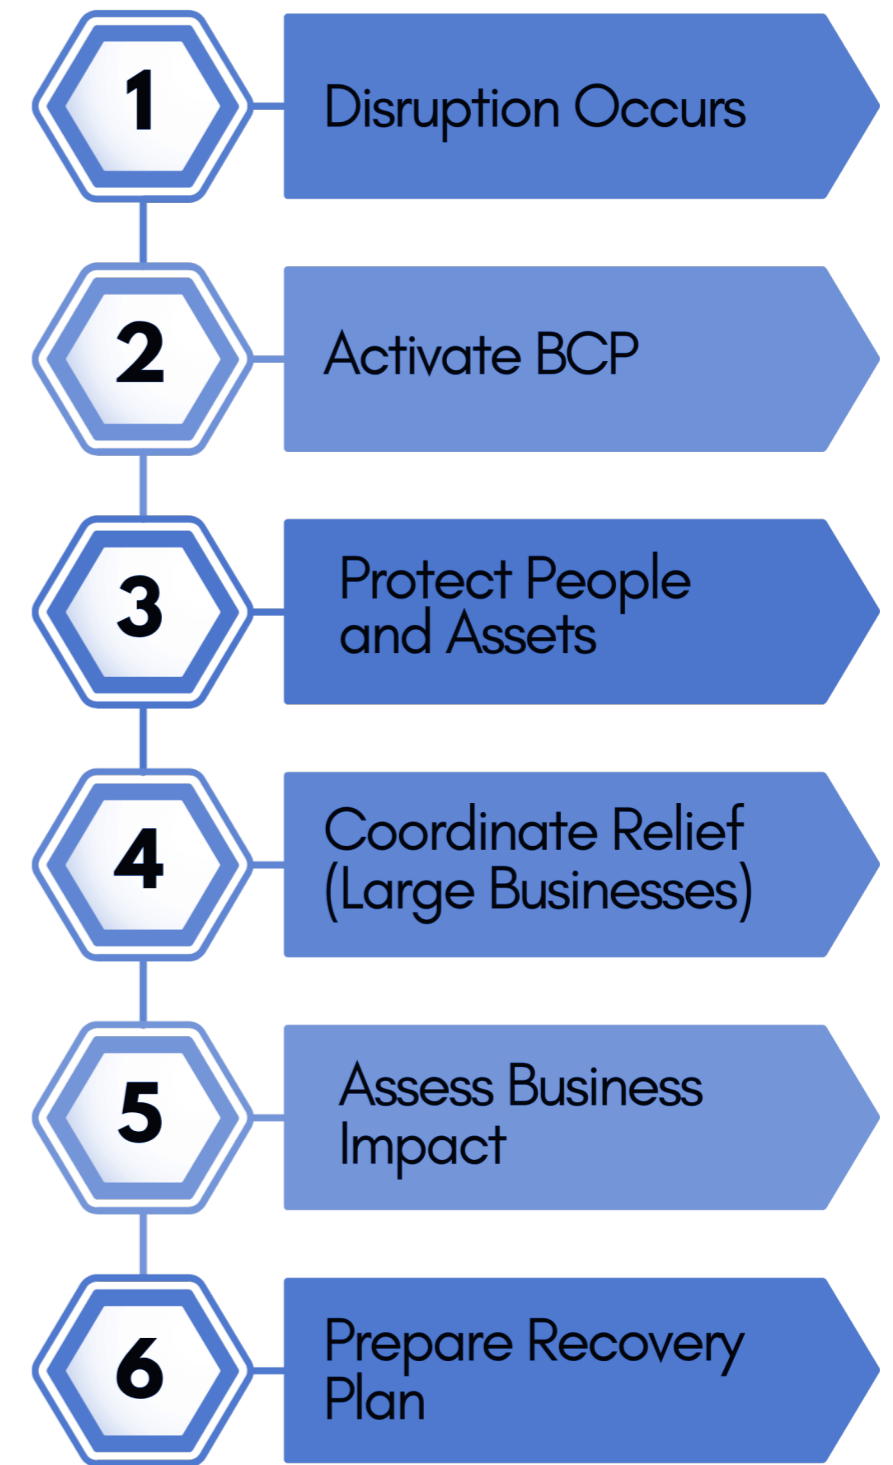 1
Disruption Occurs
2
Activate BCP
3
Protect People
and Assets
4
Coordinate Relief
(Large Businesses)
5
Assess Business
Impact
6
Prepare Recovery
Plan